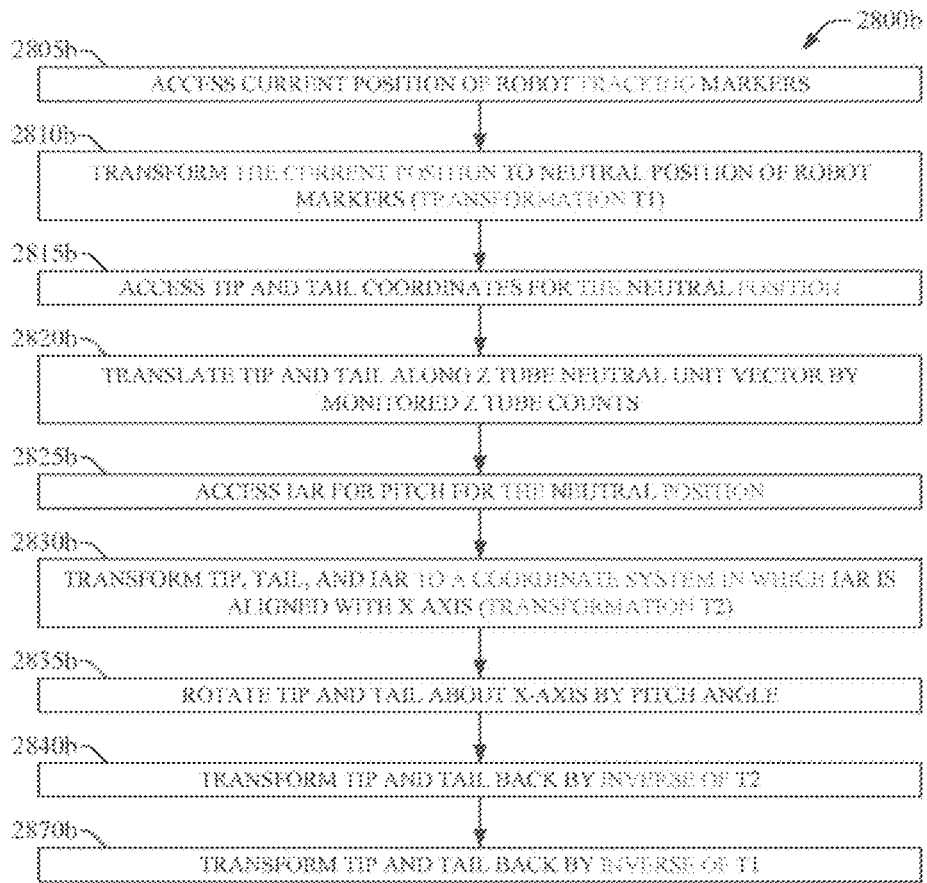 2800b
2805b
ACCESS CURRENT POSITION OF ROBOT TRACKING MARKERS
2810b
TRANSFORM THE CURRENT POSITION TO NEUTRAL POSITION OF ROBOT
MARKERS (TRANSFORMATION T1)
2815b
ACCESS TIP AND TAIL COORDINATES FOR THE NEUTRAL POSITION
2820b
TRANSLATE TIP AND TAIL ALONG Z TUBE NEUTRAL UNIT VECTOR BY
MONITORED Z TUBE COUNTS
2825b
ACCESS IAR FOR PITCH FOR THE NEUTRAL POSITION
2830b
TRANSFORM TIP, TAIL, AND IAR TO A COORDINATE SYSTEM IN WHICH IAR IS
ALIGNED WITH X AXIS (TRANSFORMATION T2)
2835b
ROTATE TIP AND TAIL ABOUT X-AXIS BY PITCH ANGLE
2840b
TRANSFORM TIP AND TAIL BACK BY INVERSE OF T2
2870b
TRANSFORM TIP AND TAIL BACK BY INVERSE OF T1